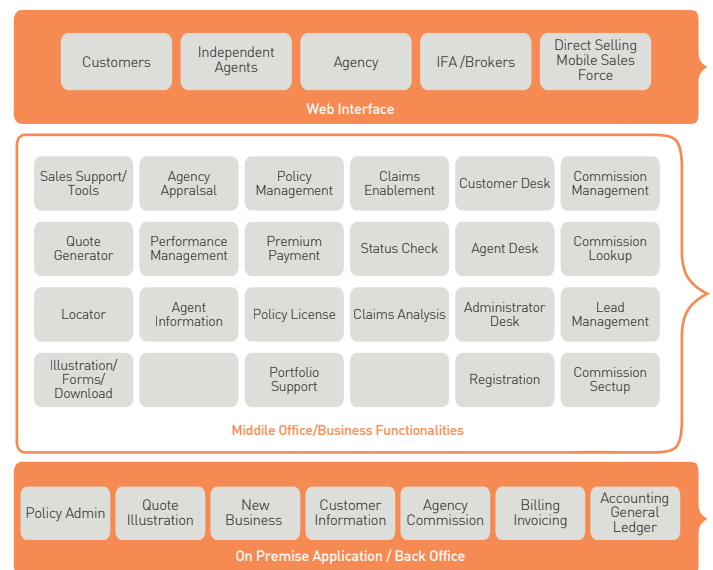 Customers
Independent
Agents
Agency
IFA /Brokers
Direct Selling
Mobile Sales
Force
Web Interface
Sales Support/
Tools
Agency
Appralsal
Policy
Management
Claims
Enablement
Customer Desk
Commission
Management
Quote
Generator
Performance
Management
Premium
Payment
Status Check
Agent Desk
Commission
Lookup
Locator
Agent
Information
Policy License
Claims Analysis
Administrator
Desk
Lead
Management
Illustration/
Forms/
Download
Portfolio
Support
Registration
Commission
Sectup
Middile Office/Business Functionalities
Policy Admin
Quote
Illustration
New
Business
Customer
Information
Agency
Commission
Billing
Invoicing
Accounting
General
Ledger
On Premise Application / Back Office